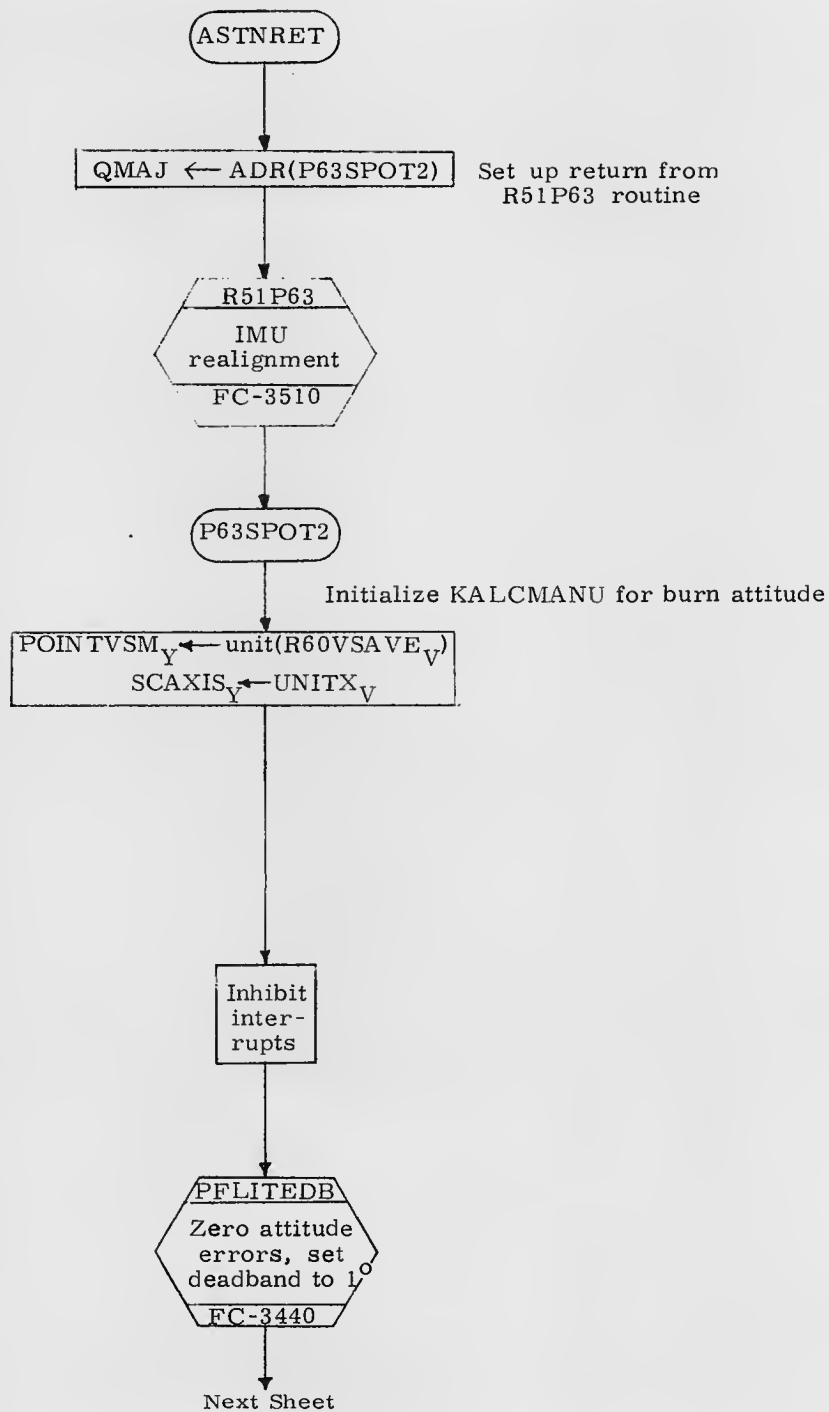 ASTNRET
QMAJ ← ADR(P63SPOT2)
Set up return from
R51P63 routine
R51P63
IMU
realignment
FC-3510
P63SPOT2
Initialize KALCMANU for burn attitude
POINTVSM_Y ← unit(R60VSAVE_V)
SCAXIS_Y ← UNITX_V
Inhibit
inter-
rupts
PFLITEDB
Zero attitude
errors, set
deadband to 1°
FC-3440
Next Sheet